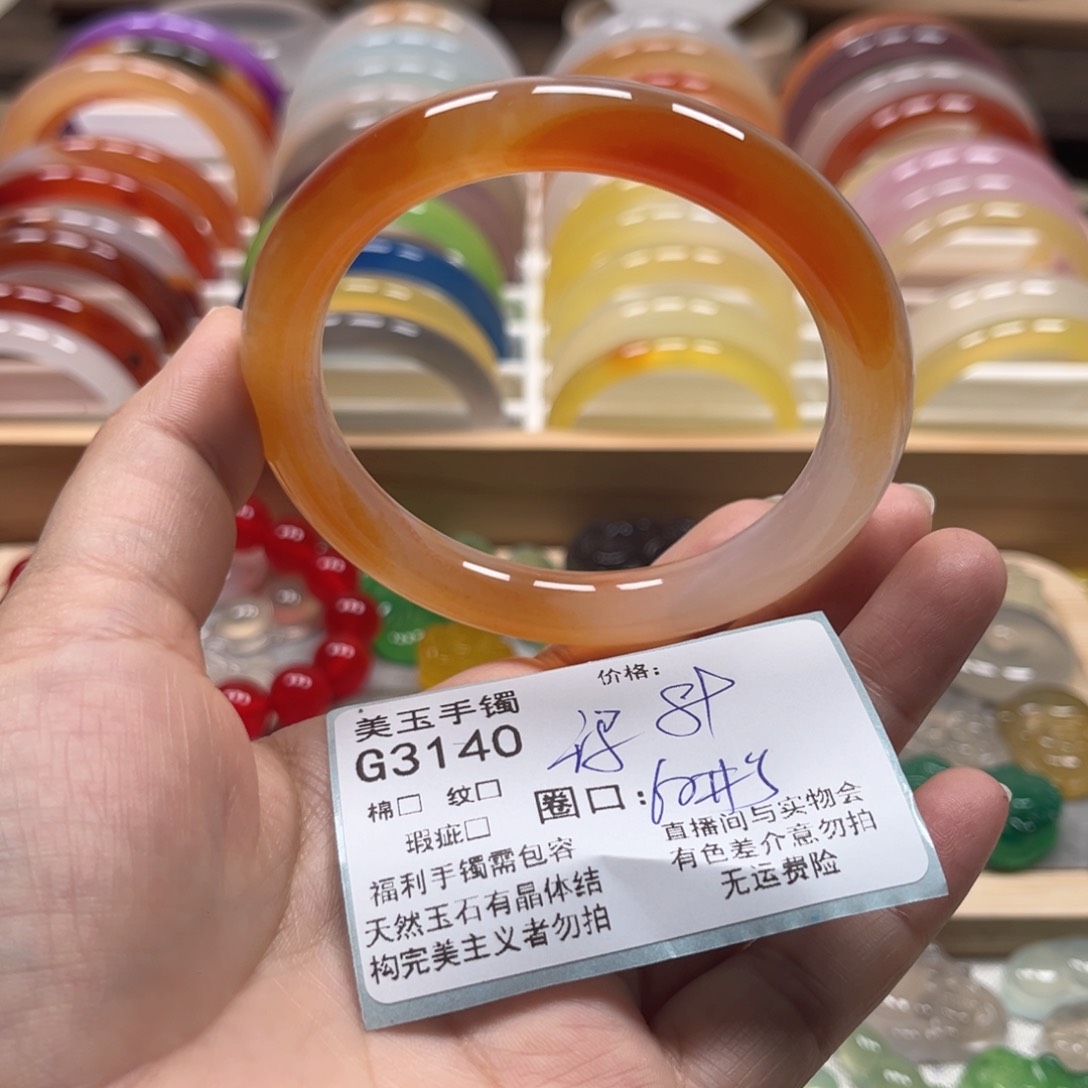 美玉手镯
价格:
G3140
棉□ 纹□
圈口:
瑕疵□
福利手镯需包容
天然玉石有晶体结
构完美主义者勿拍
直播间与实物会
有色差介意勿拍
无运费险